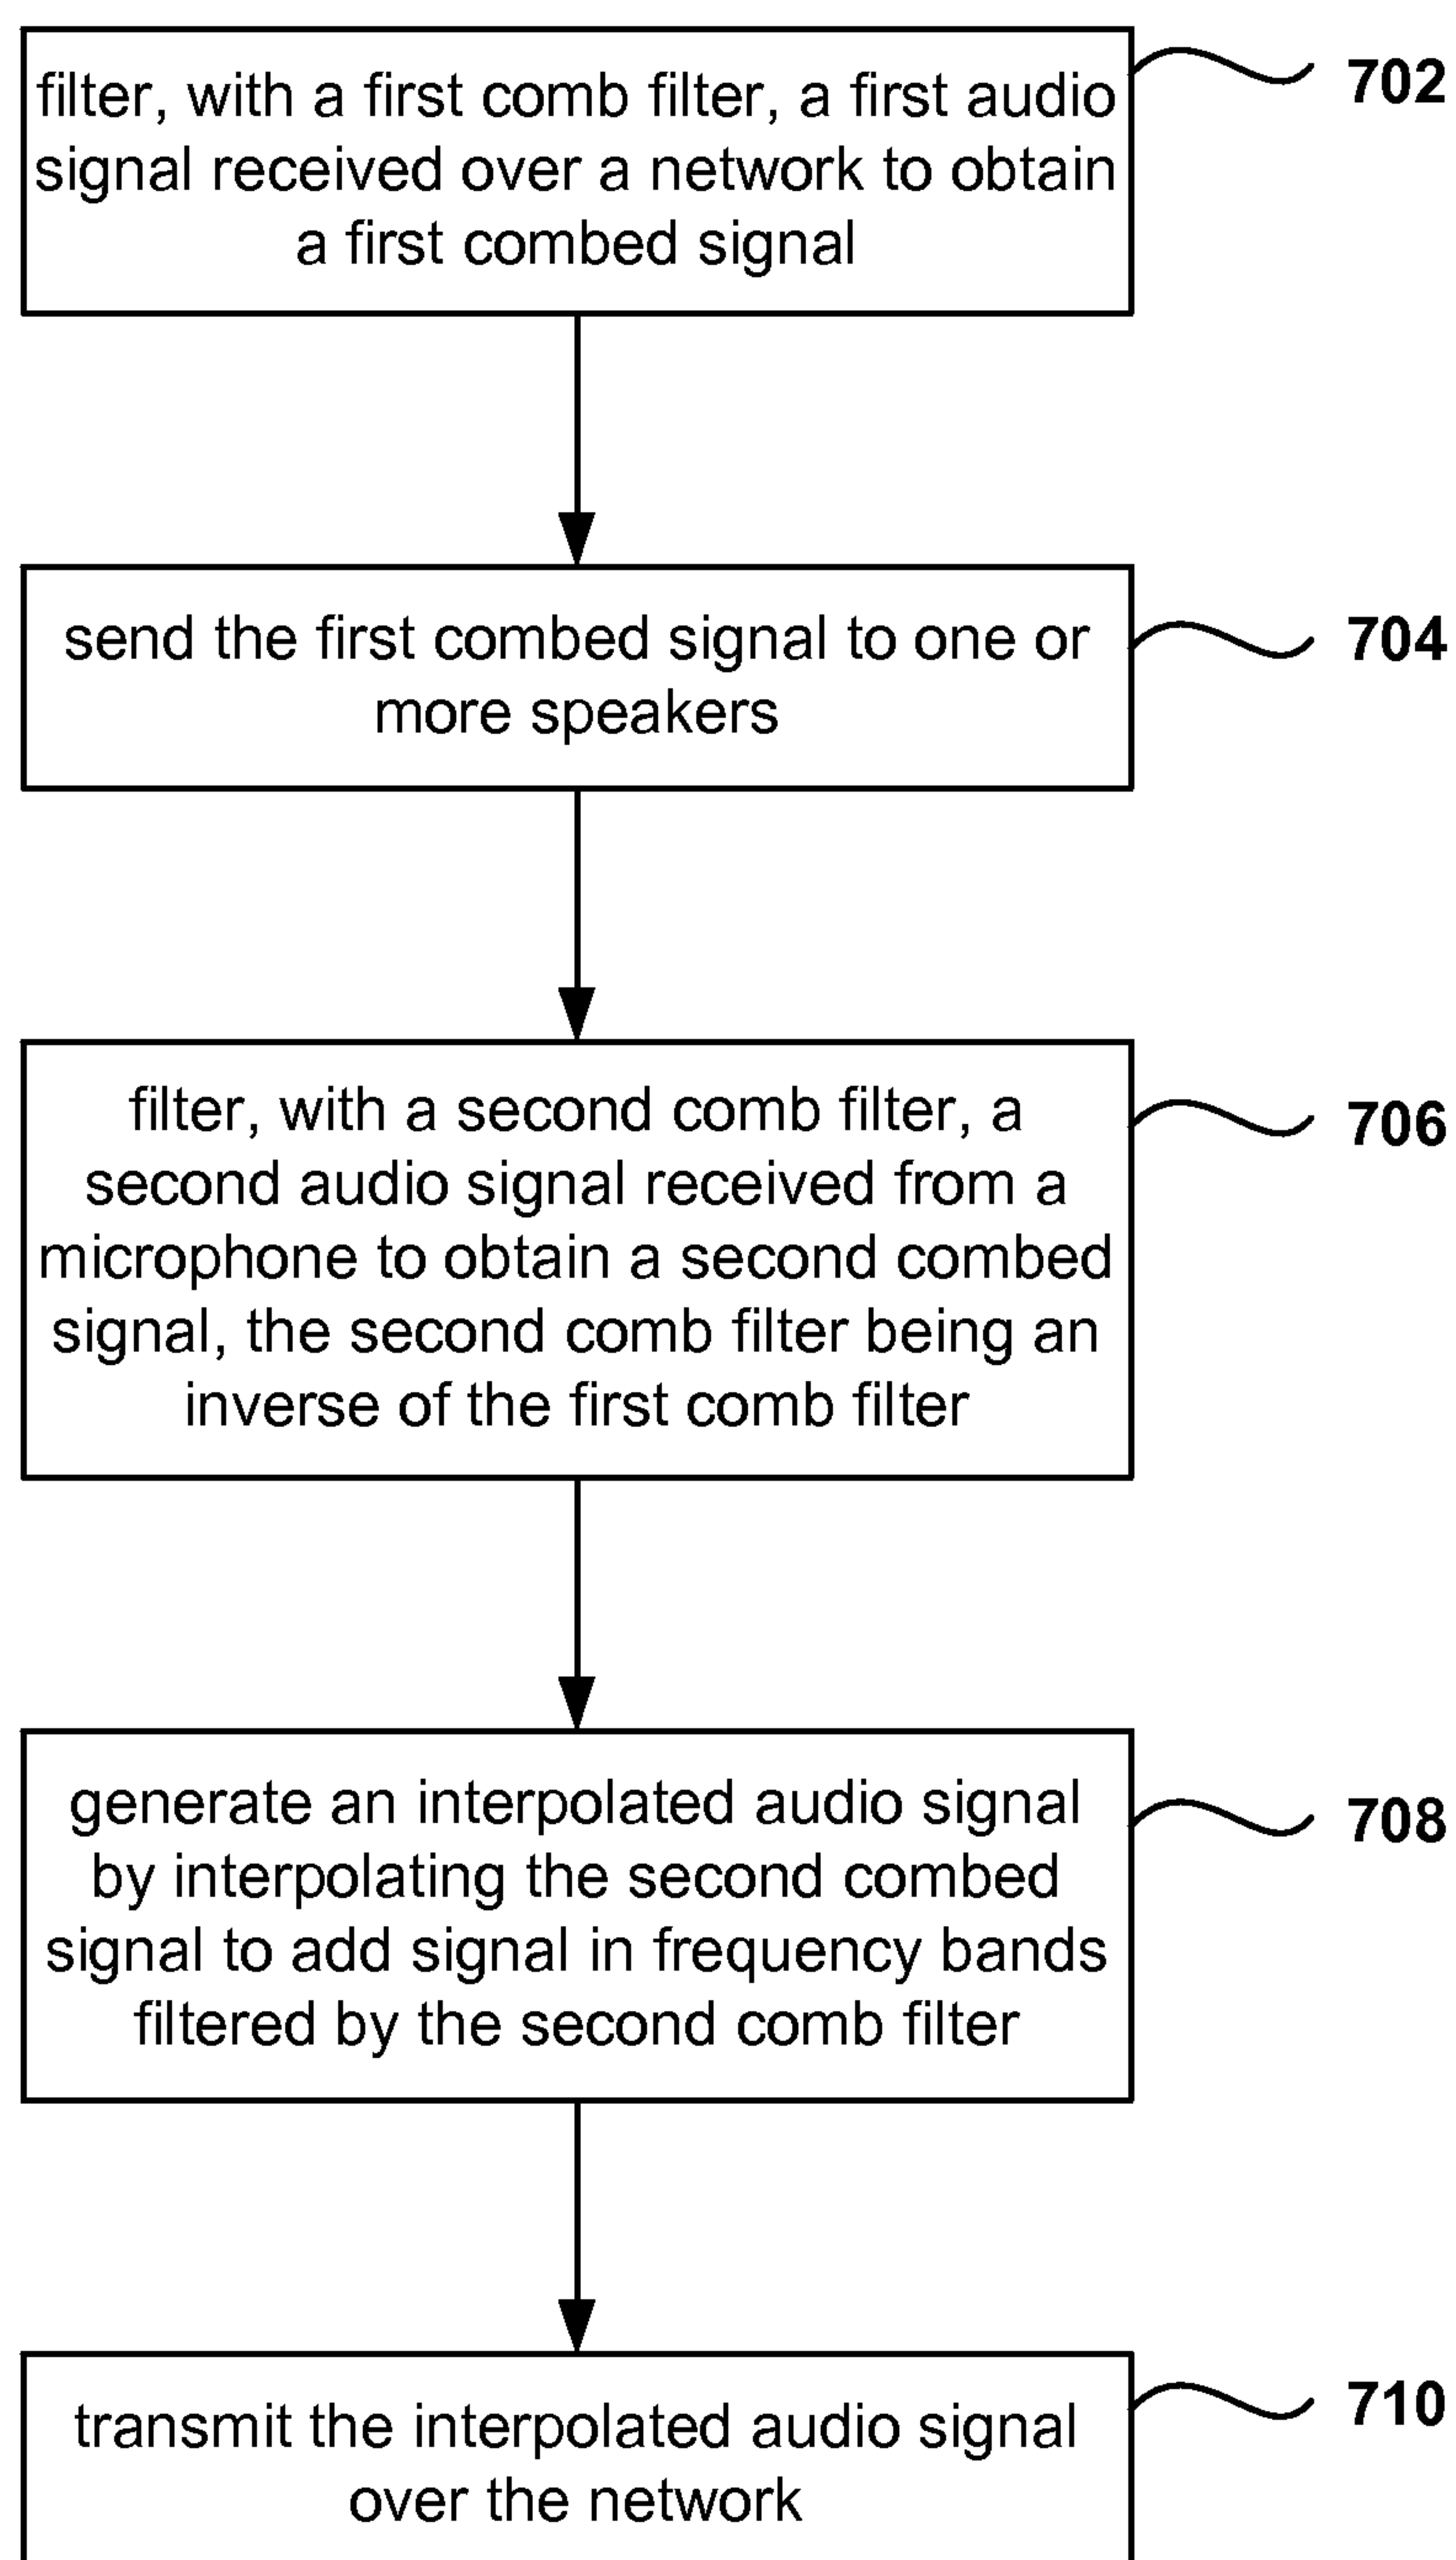 filter, with a first comb filter, a first audio
signal received over a network to obtain
a first combed signal
702
send the first combed signal to one or
more speakers
704
filter, with a second comb filter, a
second audio signal received from a
microphone to obtain a second combed
signal, the second comb filter being an
inverse of the first comb filter
706
generate an interpolated audio signal
by interpolating the second combed
signal to add signal in frequency bands
filtered by the second comb filter
708
transmit the interpolated audio signal
over the network
710